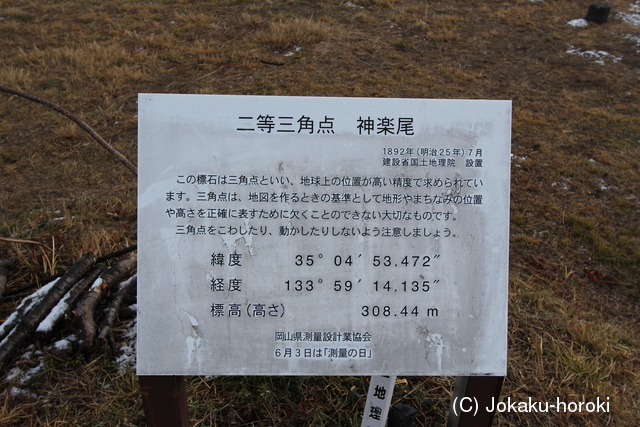 二等三角点　神楽尾
1892年(明治25年)7月
建設省国土地理院　設置
この標石は三角点といい、地球上の位置が高い精度で求められてい
ます。三角点は、地図を作るときの基準として地形やまちなみの位置
や高さを正確に表すために欠くことのできない大切なものです。
三角点をこわしたり、動かしたりしないよう注意しましょう。
緯度　35°04′53.472″
経度　133°59′14.135″
標高(高さ)　308.44 m
岡山県測量設計業協会
6月3日は「測量の日」
地理
(C) Jokaku-horoki